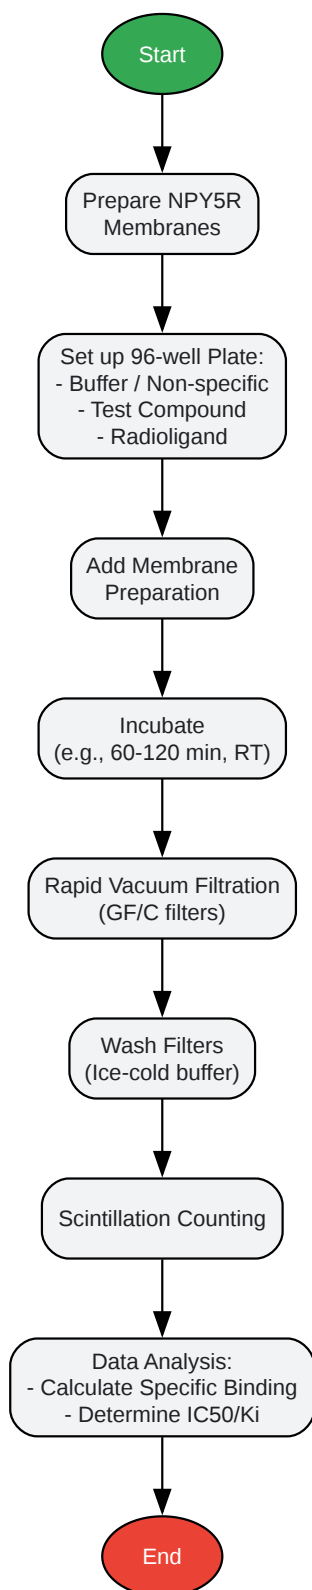 Start
Prepare NPY5R
Membranes
Set up 96-well Plate:
- Buffer / Non-specific
- Test Compound
- Radioligand
Add Membrane
Preparation
Incubate
(e.g., 60-120 min, RT)
Rapid Vacuum Filtration
(GF/C filters)
Wash Filters
(Ice-cold buffer)
Scintillation Counting
Data Analysis:
- Calculate Specific Binding
- Determine IC50/Ki
End